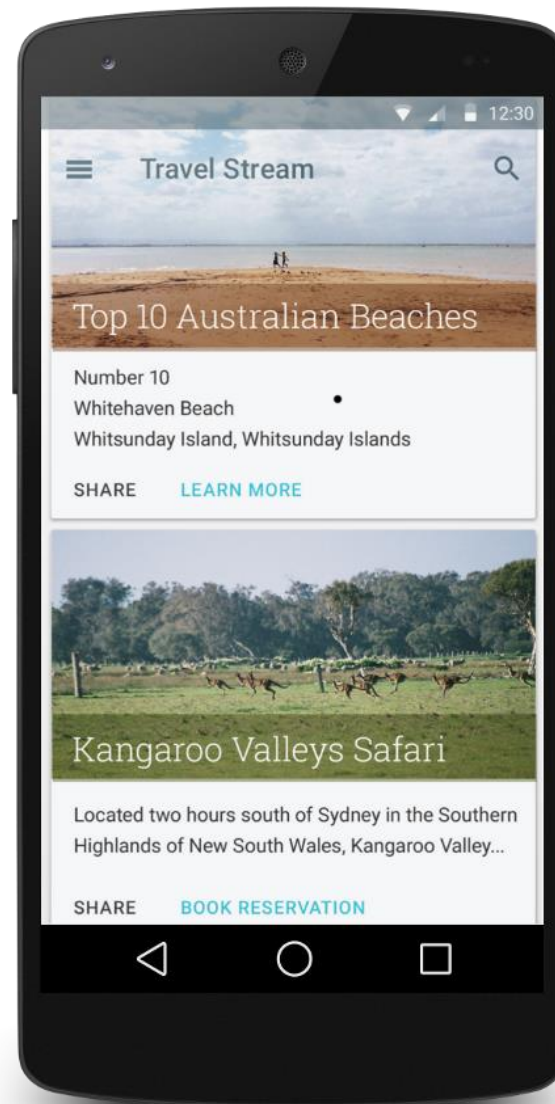 12:30
Travel Stream
Top 10 Australian Beaches
Number 10
Whitehaven Beach
Whitsunday Island, Whitsunday Islands
SHARE LEARN MORE
Kangaroo Valleys Safari
Located two hours south of Sydney in the Southern
Highlands of New South Wales, Kangaroo Valley...
SHARE BOOK RESERVATION